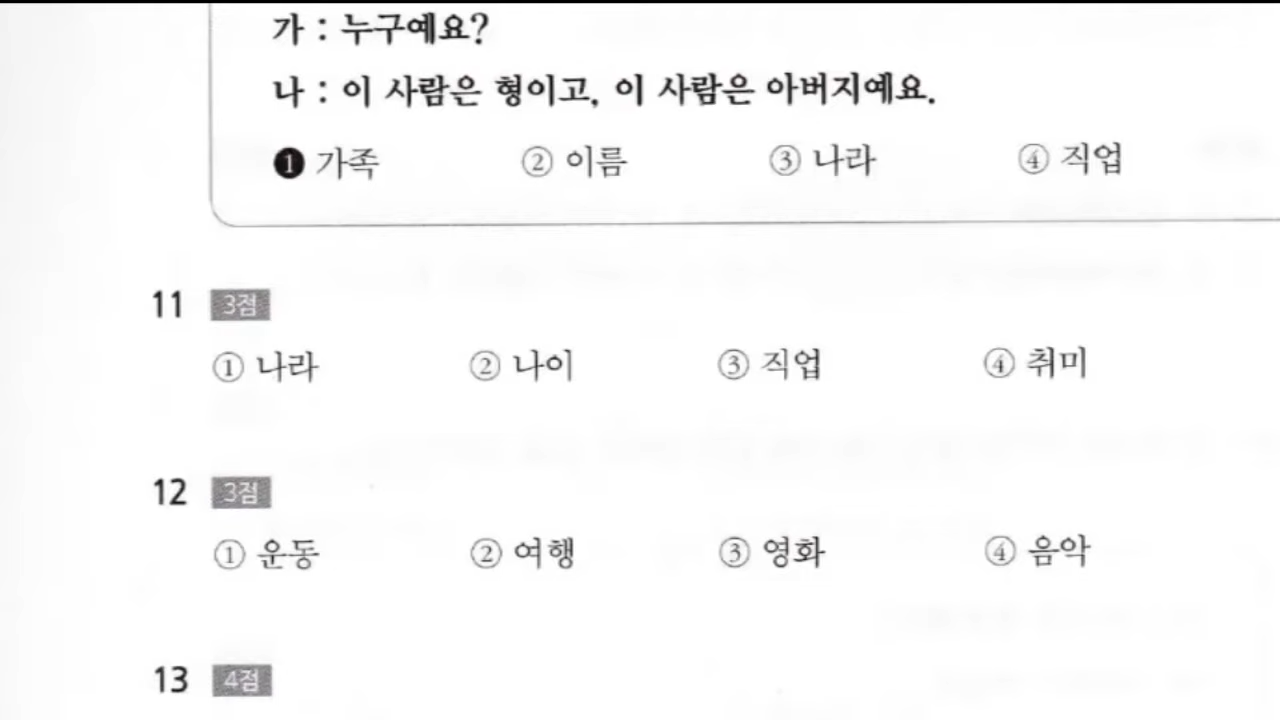 가 : 누구예요?
나 : 이 사람은 형이고, 이 사람은 아버지예요.
❶ 가족 ② 이름 ③ 나라 ④ 직업
11 3점
① 나라 ② 나이 ③ 직업 ④ 취미
12 3점
① 운동 ② 여행 ③ 영화 ④ 음악
13 4점